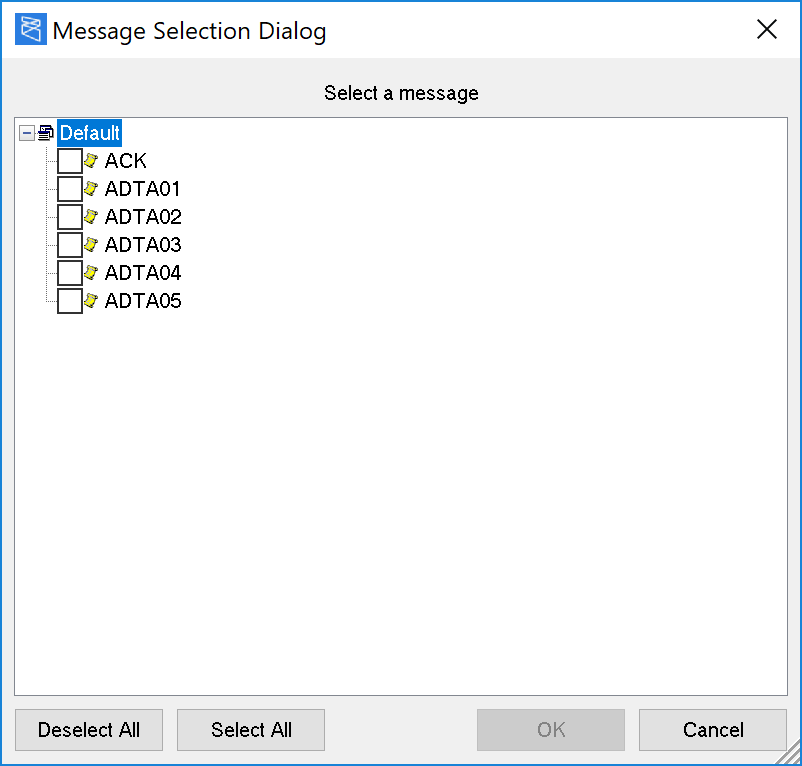 Message Selection Dialog
Select a message
Default
ACK
ADTA01
ADTA02
ADTA03
ADTA04
ADTA05
Deselect All Select All OK Cancel